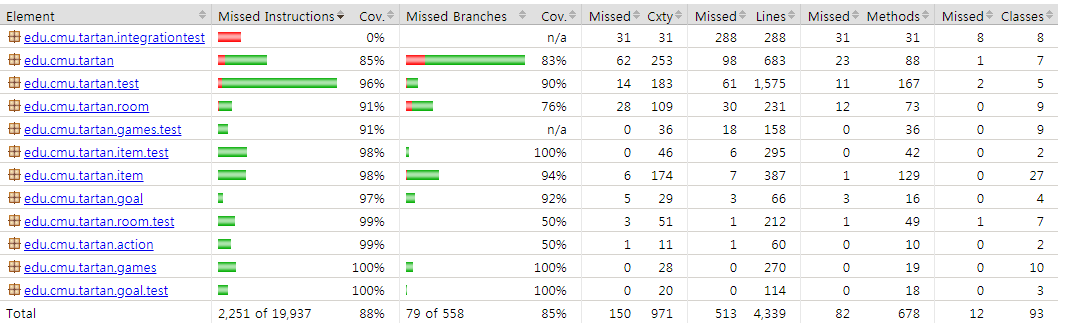 Element Missed Instructions Cov. Missed Branches Cov. Missed Cxty Missed Lines Missed Methods Missed Classes
edu.cmu.tartan.integrationtest 0% n/a 31 31 288 288 31 31 8 8
edu.cmu.tartan 85% 83% 62 253 98 683 23 88 1 7
edu.cmu.tartan.test 96% 90% 14 183 61 1,575 11 167 2 5
edu.cmu.tartan.room 91% 76% 28 109 30 231 12 73 0 9
edu.cmu.tartan.games.test 91% n/a 0 36 18 158 0 36 0 9
edu.cmu.tartan.item.test 98% 100% 0 46 6 295 0 42 0 2
edu.cmu.tartan.item 98% 94% 6 174 7 387 1 129 0 27
edu.cmu.tartan.goal 97% 92% 5 29 3 66 3 16 0 4
edu.cmu.tartan.room.test 99% 50% 3 51 1 212 1 49 1 7
edu.cmu.tartan.action 99% 50% 1 11 1 60 0 10 0 2
edu.cmu.tartan.games 100% 100% 0 28 0 270 0 19 0 10
edu.cmu.tartan.goal.test 100% 100% 0 20 0 114 0 18 0 3
Total 2,251 of 19,937 88% 79 of 558 85% 150 971 513 4,339 82 678 12 93